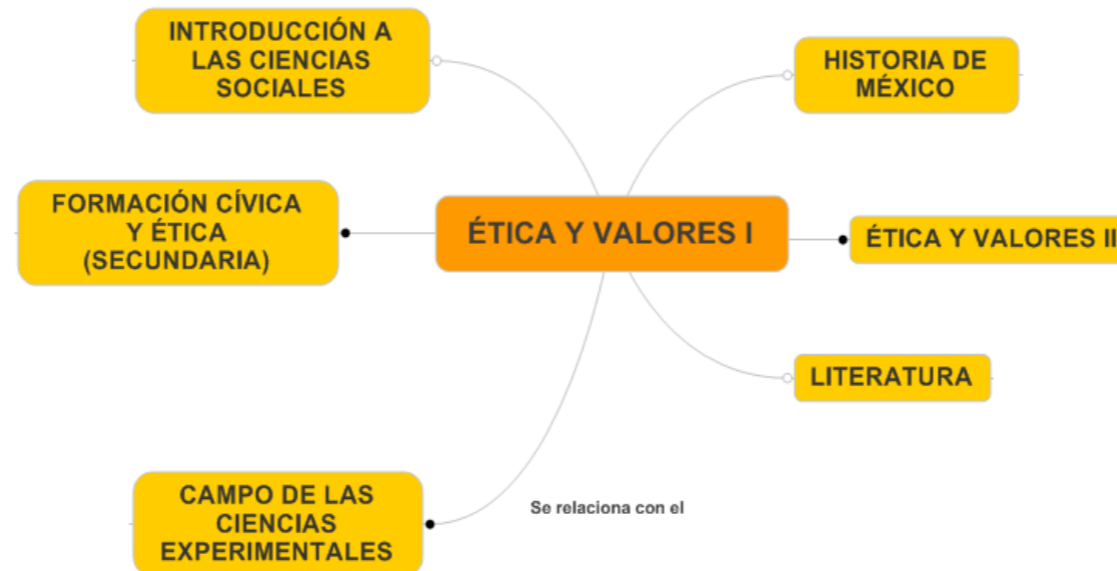 INTRODUCCIÓN A
LAS CIENCIAS
SOCIALES
HISTORIA DE
MÉXICO
FORMACIÓN CÍVICA
Y ÉTICA
(SECUNDARIA)
ÉTICA Y VALORES I
ÉTICA Y VALORES II
LITERATURA
CAMPO DE LAS
CIENCIAS
EXPERIMENTALES
Se relaciona con el